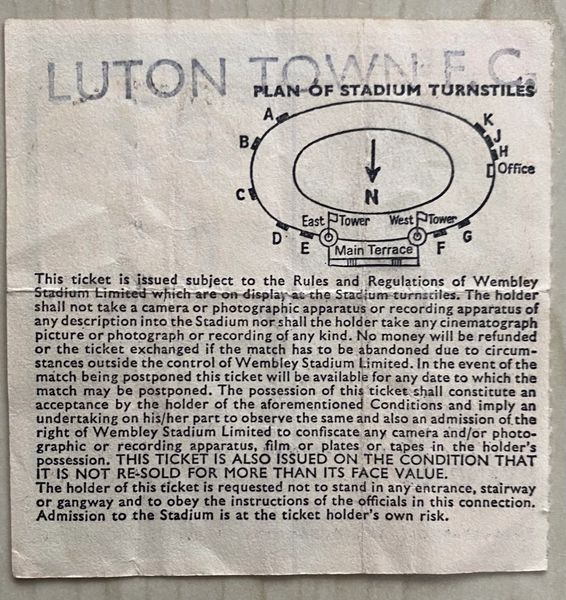 LUTON TOWN F.C.
PLAN OF STADIUM TURNSTILES
A
K
J
B
H
Office
C
N
East Tower
West Tower
D
E
Main Terrace
F
G
This ticket is issued subject to the Rules and Regulations of Wembley
Stadium Limited which are on display at the Stadium turnstiles. The holder
shall not take a camera or photographic apparatus or recording apparatus of
any description into the Stadium nor shall the holder take any cinematograph
picture or photograph or recording of any kind. No money will be refunded
or the ticket exchanged if the match has to be abandoned due to circum-
stances outside the control of Wembley Stadium Limited. In the event of the
match being postponed this ticket will be available for any date to which the
match may be postponed. The possession of this ticket shall constitute an
acceptance by the holder of the aforementioned Conditions and imply an
undertaking on his/her part to observe the same and also an admission of the
right of Wembley Stadium Limited to confiscate any camera and/or photo-
graphic or recording apparatus, film or plates or tapes in the holder's
possession. THIS TICKET IS ALSO ISSUED ON THE CONDITION THAT
IT IS NOT RE-SOLD FOR MORE THAN ITS FACE VALUE.
The holder of this ticket is requested not to stand in any entrance, stairway
or gangway and to obey the instructions of the officials in this connection.
Admission to the Stadium is at the ticket holder's own risk.